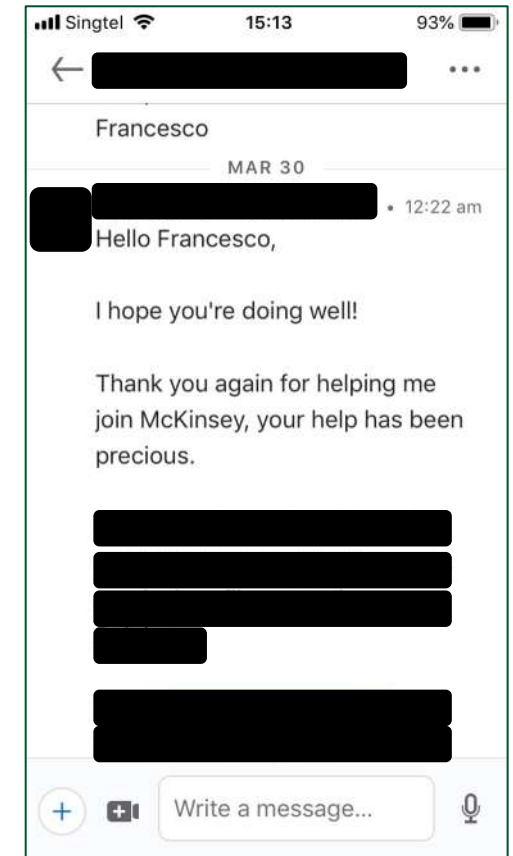 Singtel 15:13 93%
Francesco
MAR 30
• 12:22 am
Hello Francesco,
I hope you're doing well!
Thank you again for helping me
join McKinsey, your help has been
precious.
Write a message...